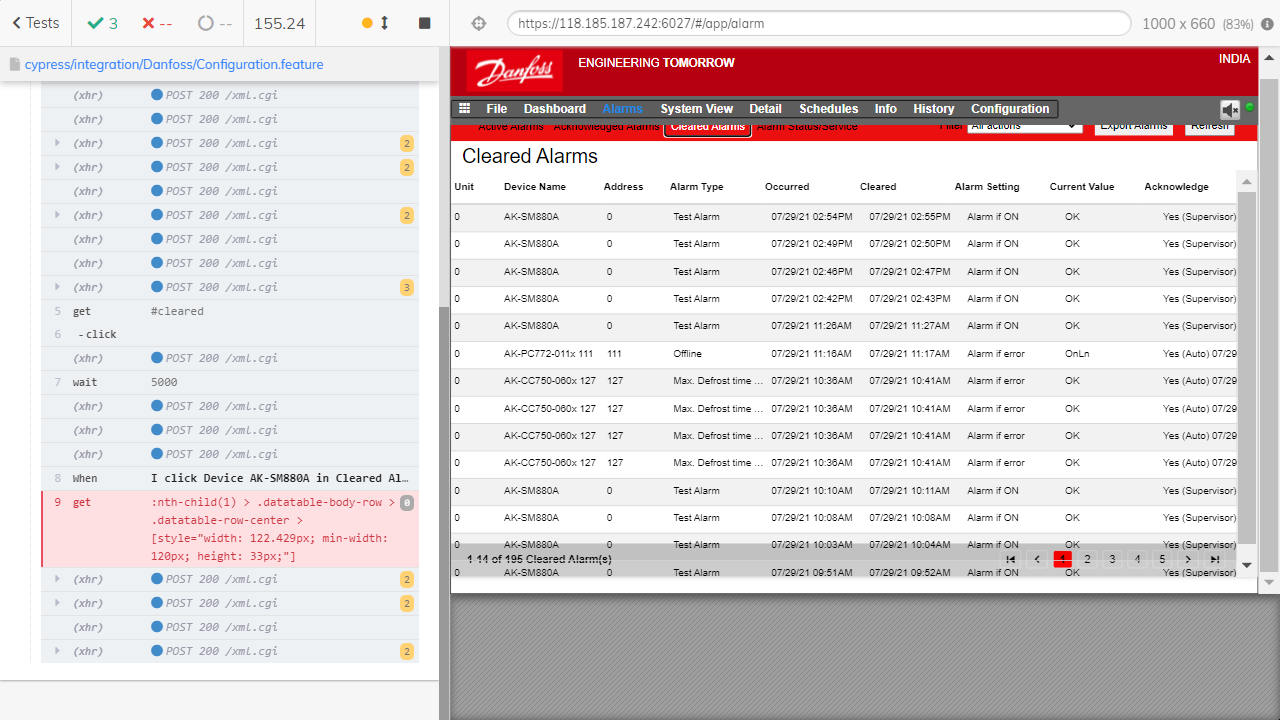 Tests
3
--
--
155.24
https://118.185.187.242:6027/#/app/alarm
1000 x 660 (83%)
cypress/integration/Danfoss/Configuration.feature
(xhr) POST 200 /xml.cgi
(xhr) POST 200 /xml.cgi
(xhr) POST 200 /xml.cgi 2
(xhr) POST 200 /xml.cgi 2
(xhr) POST 200 /xml.cgi
(xhr) POST 200 /xml.cgi 2
(xhr) POST 200 /xml.cgi
(xhr) POST 200 /xml.cgi
(xhr) POST 200 /xml.cgi 3
5 get #cleared
6 - click
(xhr) POST 200 /xml.cgi
7 wait 5000
(xhr) POST 200 /xml.cgi
(xhr) POST 200 /xml.cgi
(xhr) POST 200 /xml.cgi
8 When I click Device AK-SM880A in Cleared Al...
9 get :nth-child(1) > .datatable-body-row > 0
.datatable-row-center >
[style="width: 122.429px; min-width:
120px; height: 33px;"]
(xhr) POST 200 /xml.cgi 2
(xhr) POST 200 /xml.cgi 2
(xhr) POST 200 /xml.cgi
(xhr) POST 200 /xml.cgi 2
Danfoss
ENGINEERING TOMORROW
INDIA
File Dashboard Alarms System View Detail Schedules Info History Configuration
Active Alarms Acknowledged Alarms Cleared Alarms Alarm Status/Service Filter All actions Export Alarms Refresh
Cleared Alarms
Unit Device Name Address Alarm Type Occurred Cleared Alarm Setting Current Value Acknowledge
0 AK-SM880A 0 Test Alarm 07/29/21 02:54PM 07/29/21 02:55PM Alarm if ON OK Yes (Supervisor)
0 AK-SM880A 0 Test Alarm 07/29/21 02:49PM 07/29/21 02:50PM Alarm if ON OK Yes (Supervisor)
0 AK-SM880A 0 Test Alarm 07/29/21 02:46PM 07/29/21 02:47PM Alarm if ON OK Yes (Supervisor)
0 AK-SM880A 0 Test Alarm 07/29/21 02:42PM 07/29/21 02:43PM Alarm if ON OK Yes (Supervisor)
0 AK-SM880A 0 Test Alarm 07/29/21 11:26AM 07/29/21 11:27AM Alarm if ON OK Yes (Supervisor)
0 AK-PC772-011x 111 111 Offline 07/29/21 11:16AM 07/29/21 11:17AM Alarm if error OnLn Yes (Auto) 07/29
0 AK-CC750-060x 127 127 Max. Defrost time ... 07/29/21 10:36AM 07/29/21 10:41AM Alarm if error OK Yes (Auto) 07/29
0 AK-CC750-060x 127 127 Max. Defrost time ... 07/29/21 10:36AM 07/29/21 10:41AM Alarm if error OK Yes (Auto) 07/29
0 AK-CC750-060x 127 127 Max. Defrost time ... 07/29/21 10:36AM 07/29/21 10:41AM Alarm if error OK Yes (Auto) 07/29
0 AK-CC750-060x 127 127 Max. Defrost time ... 07/29/21 10:36AM 07/29/21 10:41AM Alarm if error OK Yes (Auto) 07/29
0 AK-SM880A 0 Test Alarm 07/29/21 10:10AM 07/29/21 10:11AM Alarm if ON OK Yes (Supervisor)
0 AK-SM880A 0 Test Alarm 07/29/21 10:08AM 07/29/21 10:08AM Alarm if ON OK Yes (Supervisor)
0 AK-SM880A 0 Test Alarm 07/29/21 10:03AM 07/29/21 10:04AM Alarm if ON OK Yes (Supervisor)
1-14 of 195 Cleared Alarm(s) 1 2 3 4 5
0 AK-SM880A 0 Test Alarm 07/29/21 09:51AM 07/29/21 09:52AM Alarm if ON OK Yes (Supervisor)